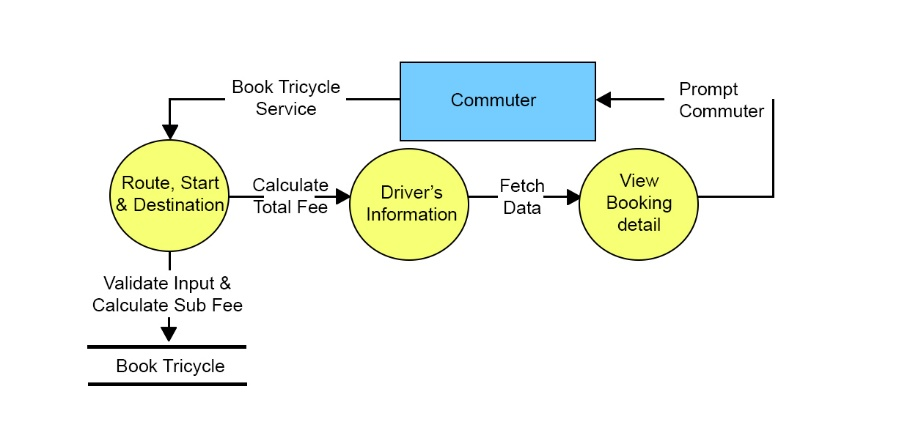 Book Tricycle
Service
Commuter
Prompt
Commuter
Route, Start
& Destination
Calculate
Total Fee
Driver's
Information
Fetch
Data
View
Booking
detail
Validate Input &
Calculate Sub Fee
Book Tricycle